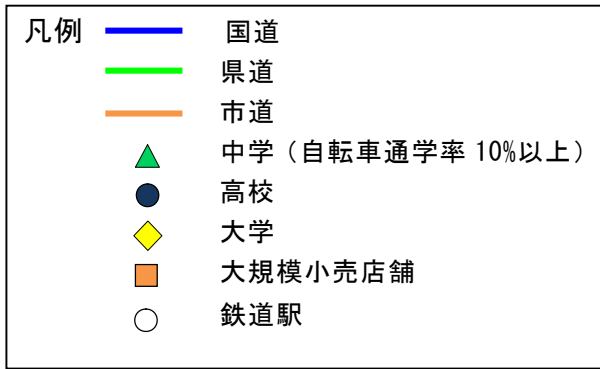 凡例 国道
県道
市道
中学（自転車通学率 10%以上）
高校
大学
大規模小売店舗
鉄道駅